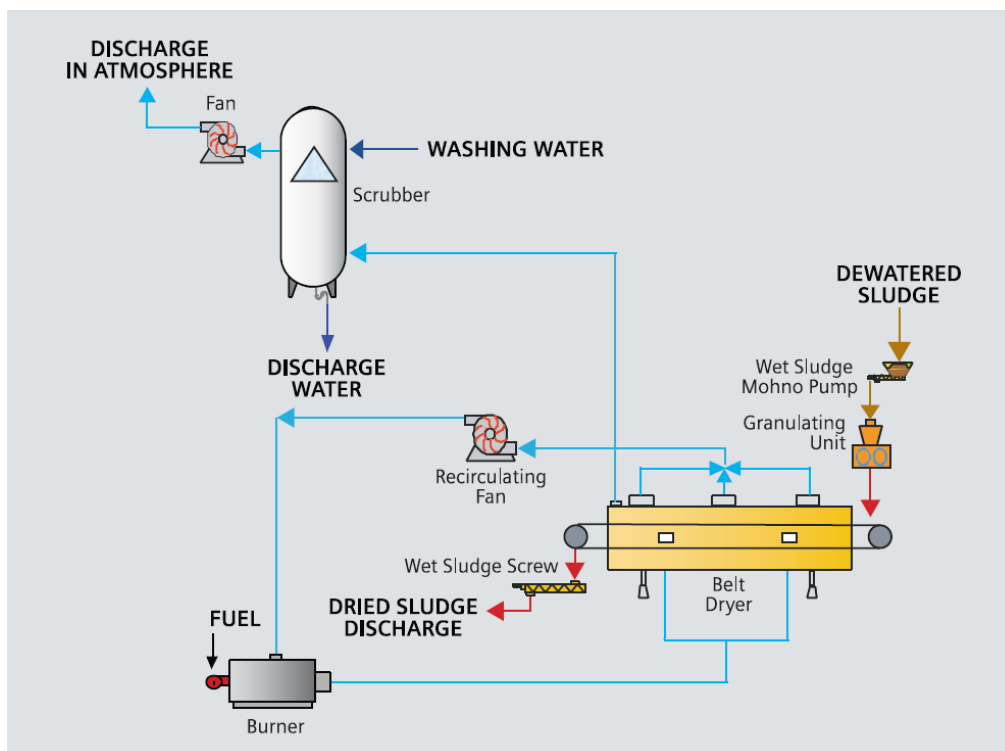 DISCHARGE
IN ATMOSPHERE
Fan
WASHING WATER
Scrubber
DEWATERED
SLUDGE
DISCHARGE
WATER
Wet Sludge
Mohno Pump
Granulating
Unit
Recirculating
Fan
Wet Sludge Screw
Belt
Dryer
DRIED SLUDGE
DISCHARGE
FUEL
Burner